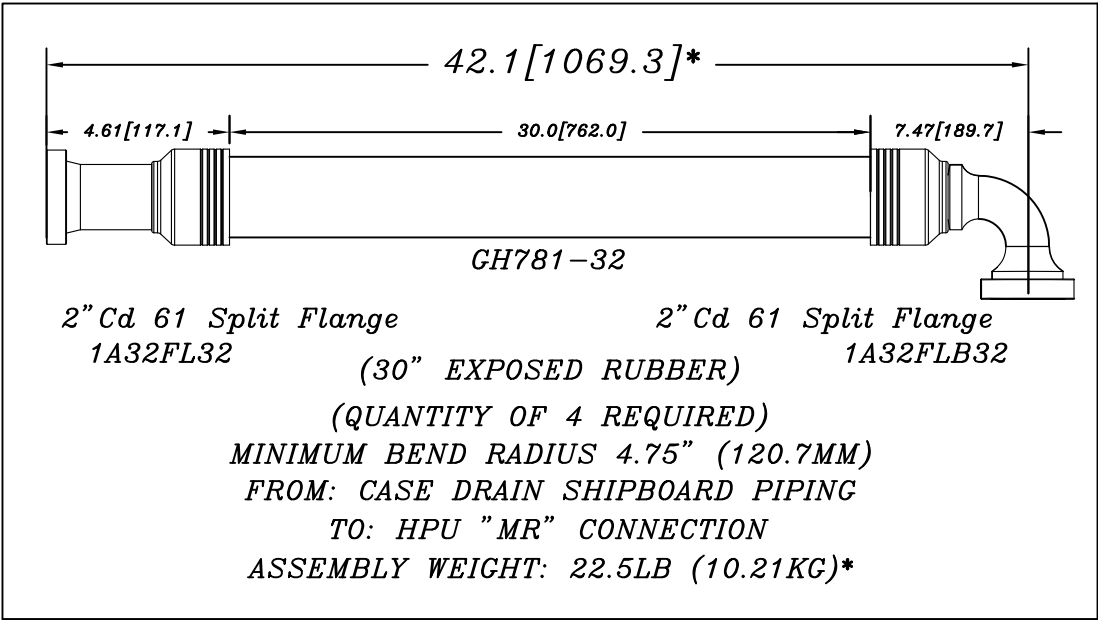 42.1[1069.3]*
4.61[117.1]
30.0[762.0]
7.47[189.7]
GH781-32
2" Cd 61 Split Flange
1A32FL32
2" Cd 61 Split Flange
1A32FLB32
(30" EXPOSED RUBBER)
(QUANTITY OF 4 REQUIRED)
MINIMUM BEND RADIUS 4.75" (120.7MM)
FROM: CASE DRAIN SHIPBOARD PIPING
TO: HPU "MR" CONNECTION
ASSEMBLY WEIGHT: 22.5LB (10.21KG)*